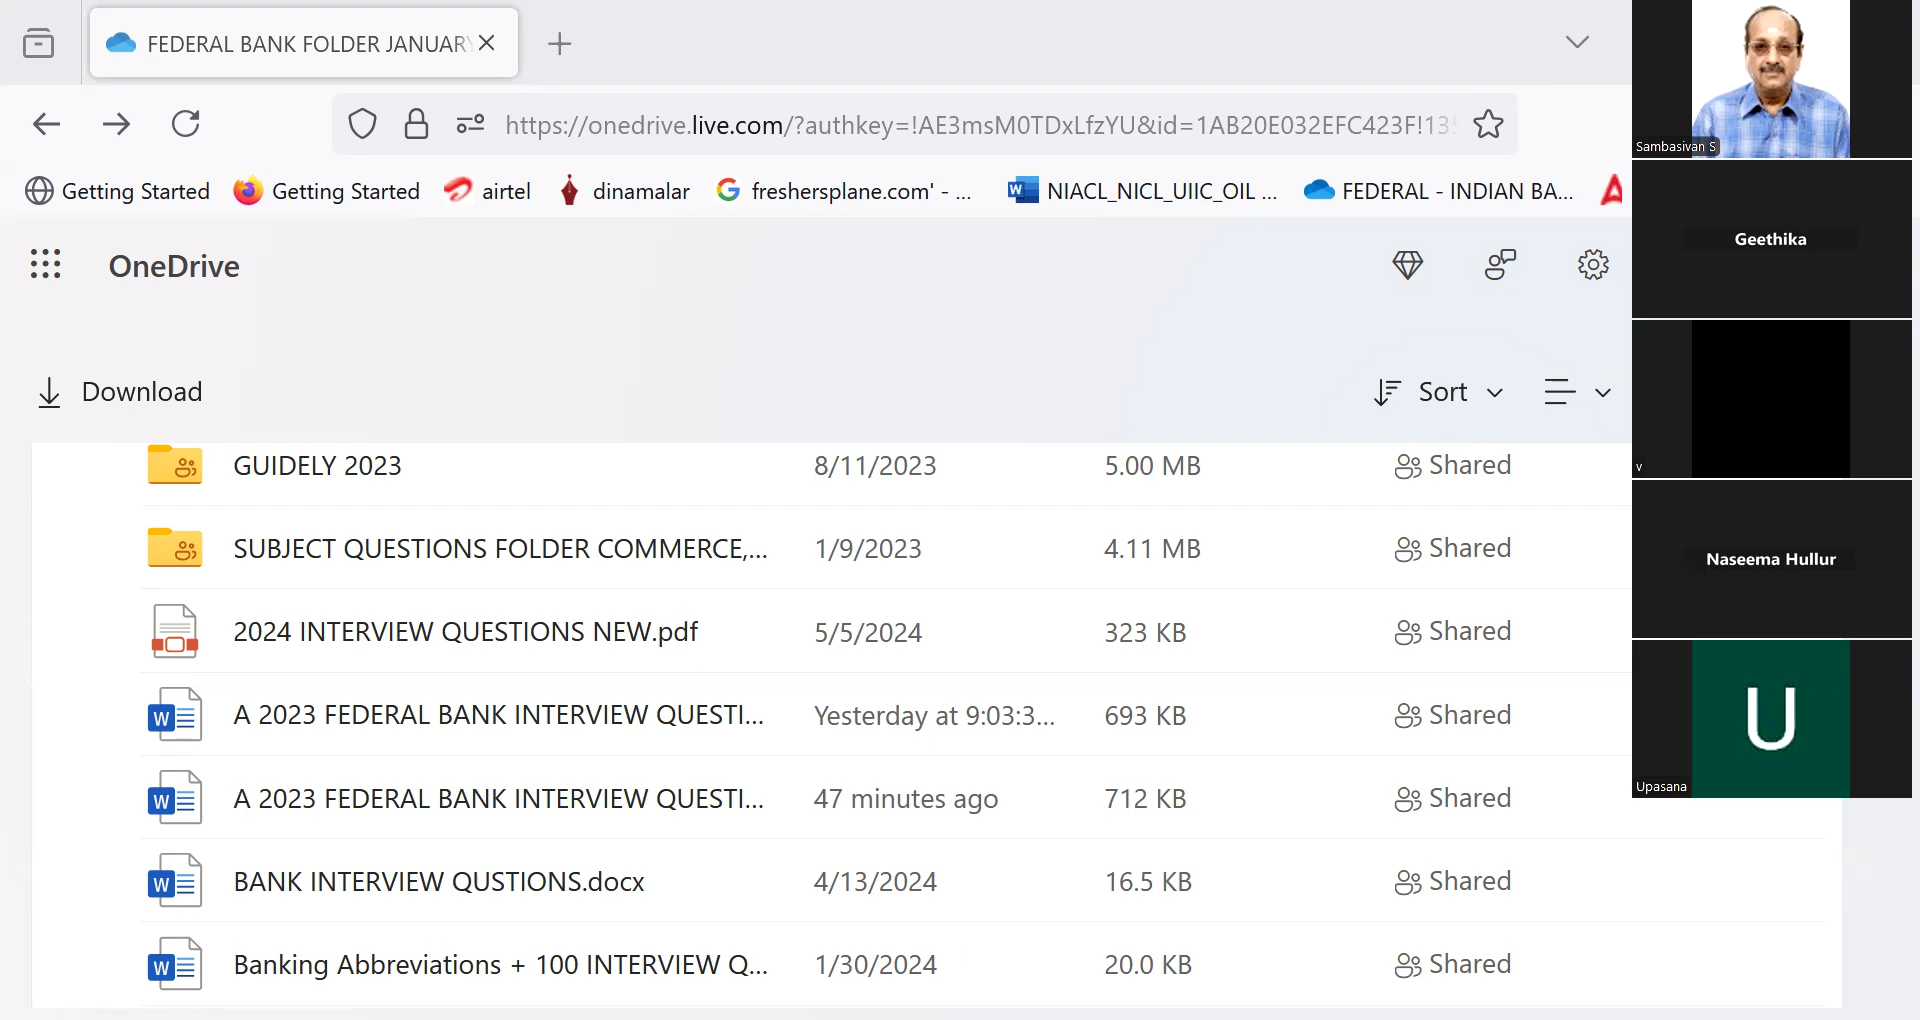 FEDERAL BANK FOLDER JANUARY
https://onedrive.live.com/?authkey=!AE3msM0TDxLfzYU&id=1AB20E032EFC423F!135
Getting Started
Getting Started
airtel
dinamalar
freshersplane.com' - ...
NIACL_NICL_UIIC_OIL ...
FEDERAL - INDIAN BA...
OneDrive
Download
Sort
GUIDELY 2023 8/11/2023 5.00 MB Shared
SUBJECT QUESTIONS FOLDER COMMERCE,... 1/9/2023 4.11 MB Shared
2024 INTERVIEW QUESTIONS NEW.pdf 5/5/2024 323 KB Shared
A 2023 FEDERAL BANK INTERVIEW QUESTI... Yesterday at 9:03:3... 693 KB Shared
A 2023 FEDERAL BANK INTERVIEW QUESTI... 47 minutes ago 712 KB Shared
BANK INTERVIEW QUSTIONS.docx 4/13/2024 16.5 KB Shared
Banking Abbreviations + 100 INTERVIEW Q... 1/30/2024 20.0 KB Shared
Sambasivan S
Geethika
v
Naseema Hullur
U
Upasana